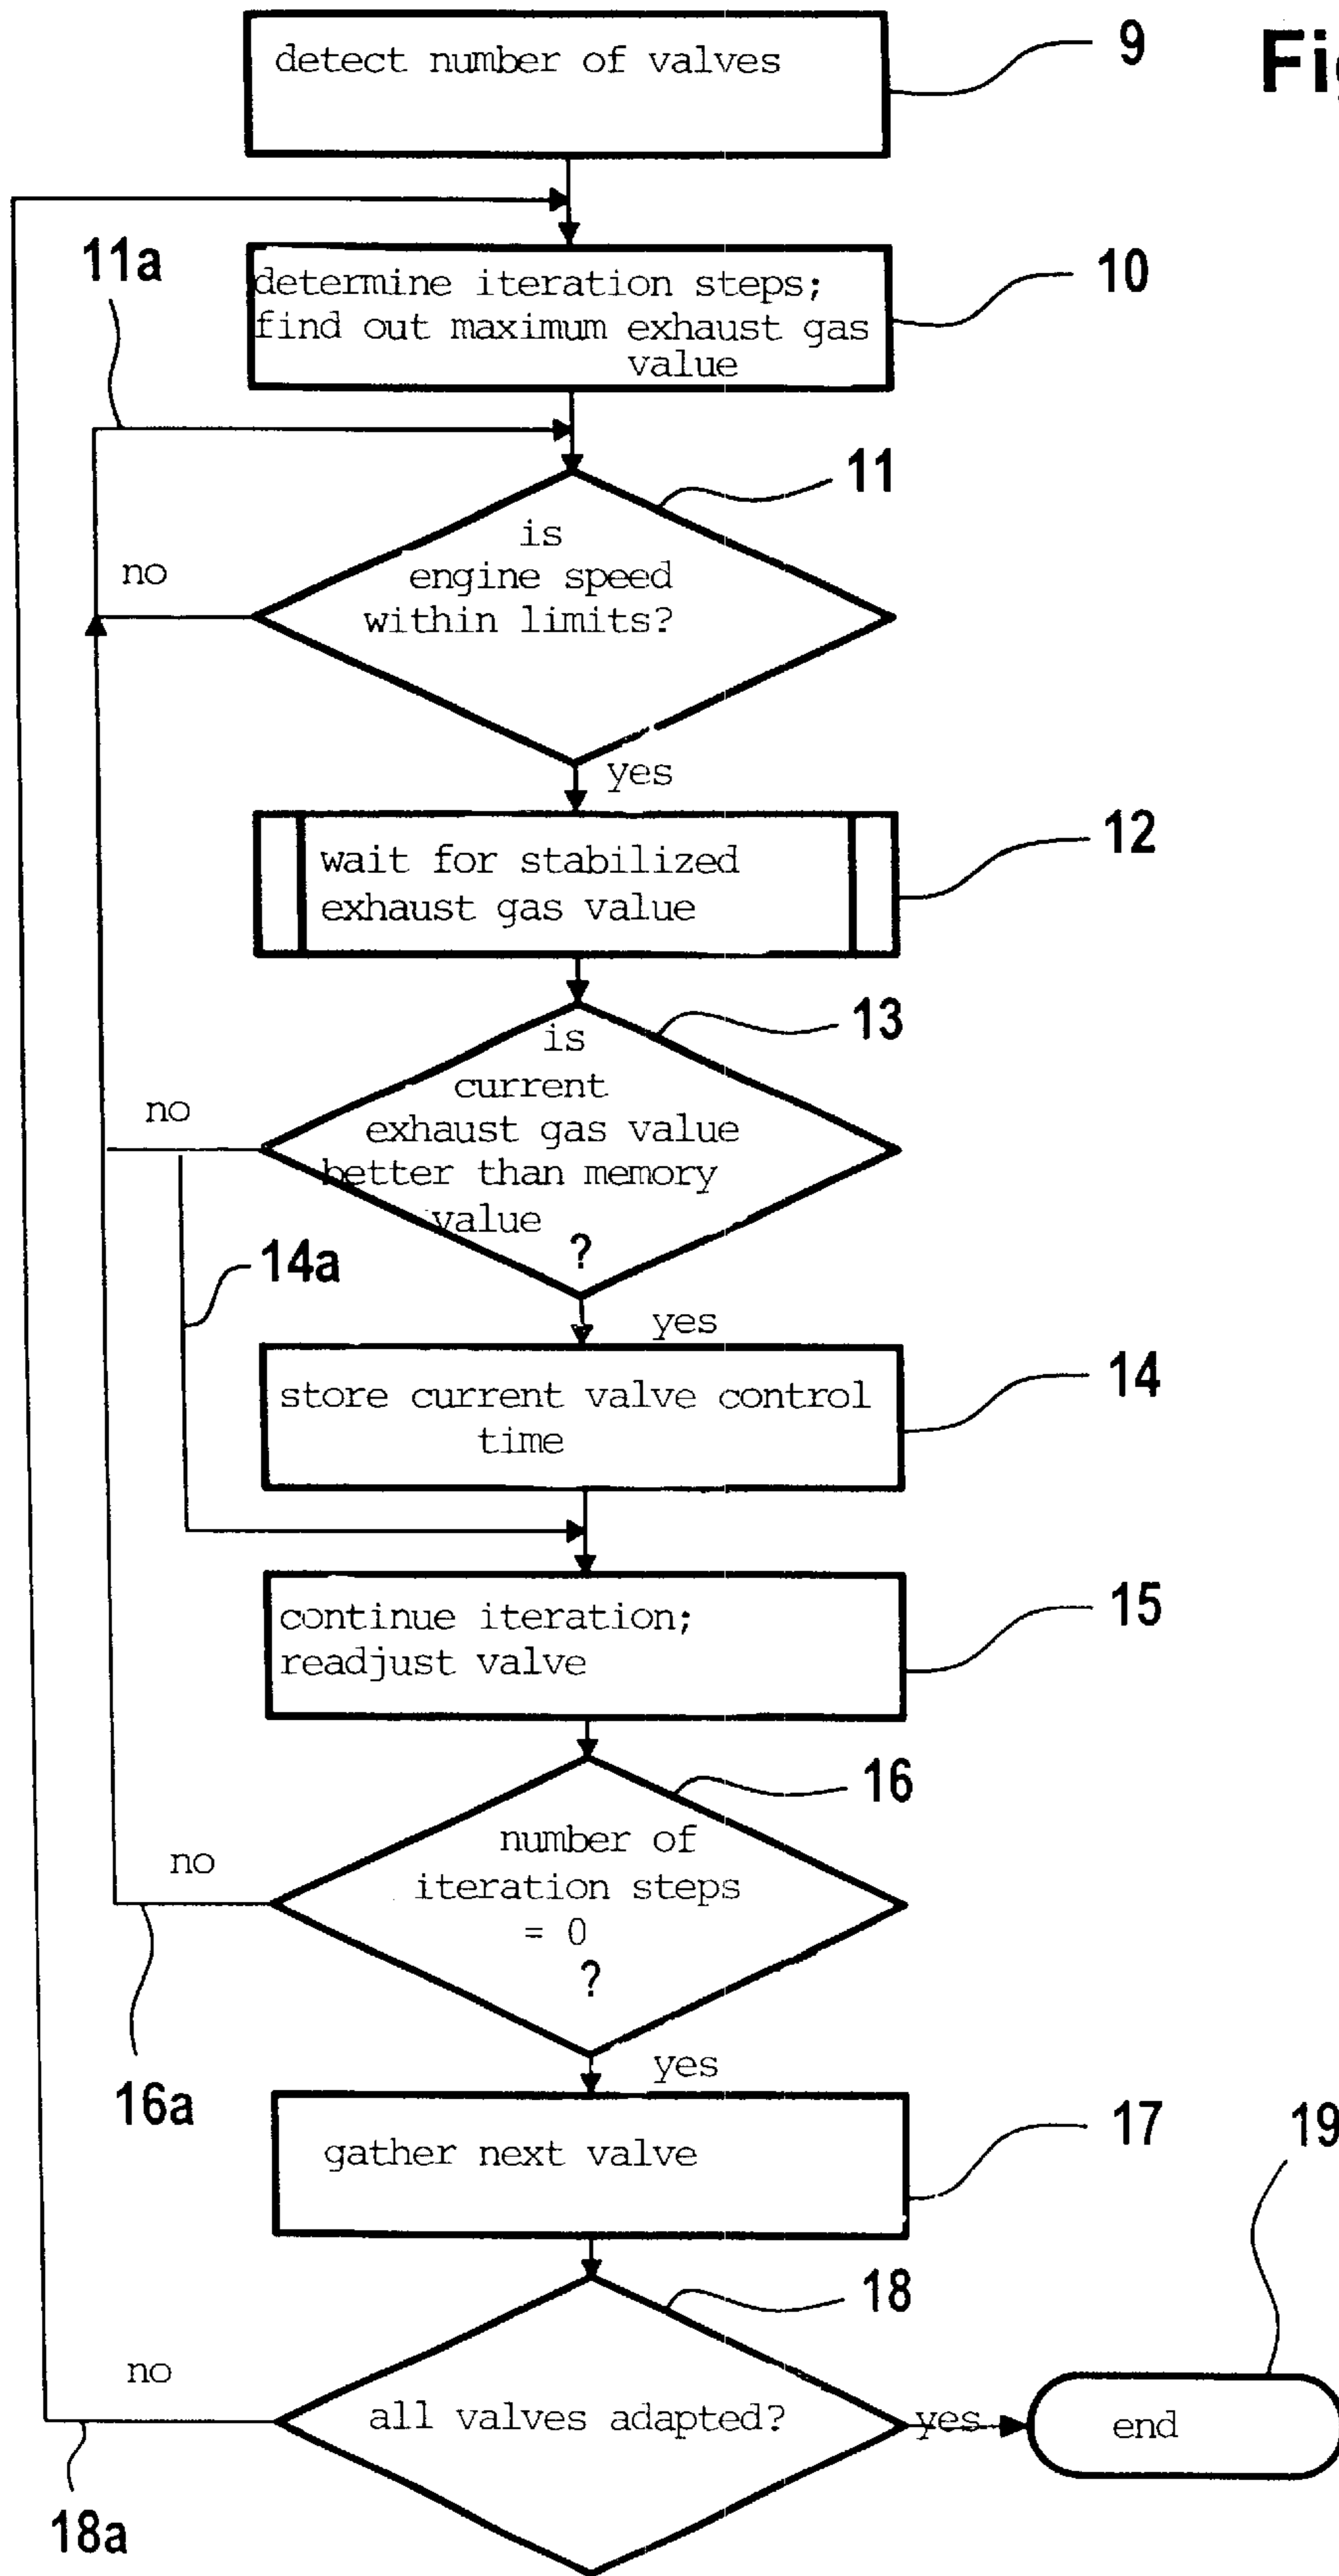 detect number of valves
9
Fig
11a
determine iteration steps;
find out maximum exhaust gas
value
10
11
is
engine speed
within limits?
no
yes
wait for stabilized
exhaust gas value
12
13
is
current
exhaust gas value
better than memory
value
?
no
14a
yes
store current valve control
time
14
continue iteration;
readjust valve
15
16
number of
iteration steps
= 0
?
no
16a
yes
gather next valve
17
19
18
no
all valves adapted?
yes
end
18a